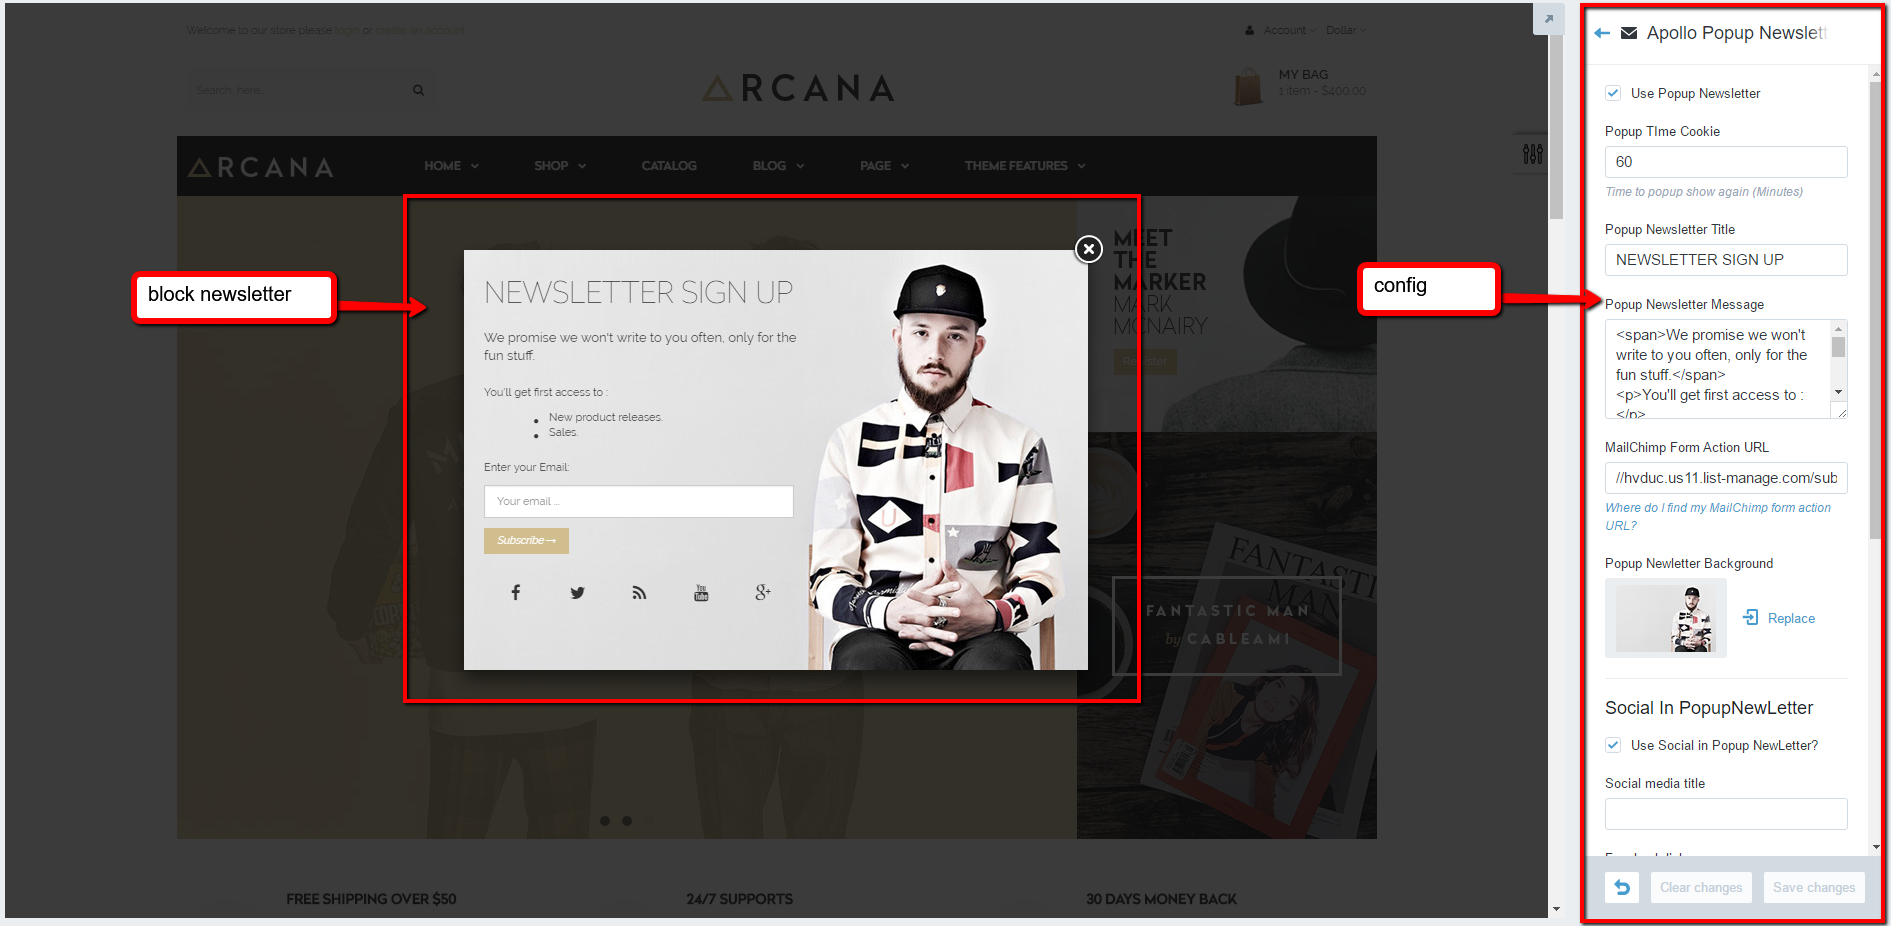 Welcome to our store please login or create an account
Account
Dollar
Search, here...
ARCANA
MY BAG
1 item - $400.00
ARCANA
HOME
SHOP
CATALOG
BLOG
PAGE
THEME FEATURES
block newsletter
NEWSLETTER SIGN UP
We promise we won't write to you often, only for the
fun stuff.
You'll get first access to :
New product releases.
Sales.
Enter your Email:
Your email ...
Subscribe
You
Tube
U
MEET
THE
MARKER
MARK
MCNAIRY
Register
FANTASTIC
MAN
FANTASTIC MAN
by CABLEAMI
FREE SHIPPING OVER $50
24/7 SUPPORTS
30 DAYS MONEY BACK
config
Apollo Popup Newslett
Use Popup Newsletter
Popup TIme Cookie
60
Time to popup show again (Minutes)
Popup Newsletter Title
NEWSLETTER SIGN UP
Popup Newsletter Message
<span>We promise we won't
write to you often, only for the
fun stuff.</span>
<p>You'll get first access to :
</p>
MailChimp Form Action URL
//hvduc.us11.list-manage.com/sub
Where do I find my MailChimp form action
URL?
Popup Newletter Background
Replace
Social In PopupNewLetter
Use Social in Popup NewLetter?
Social media title
Clear changes
Save changes